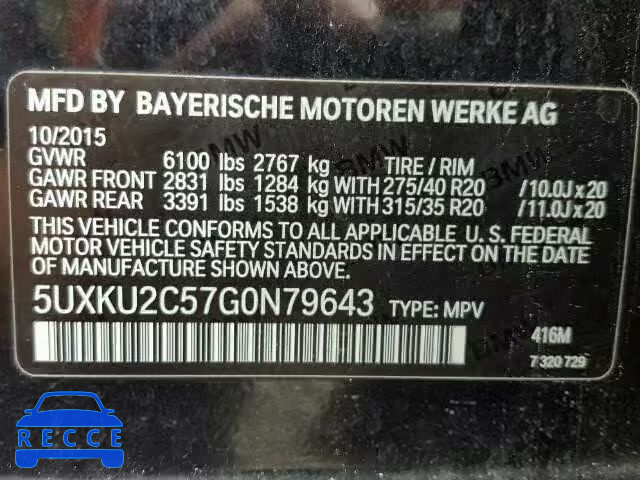 MFD BY BAYERISCHE MOTOREN WERKE AG
10/2015
GVWR 6100 lbs 2767 kg TIRE / RIM
GAWR FRONT 2831 lbs 1284 kg WITH 275/40 R20 /10.0J x 20
GAWR REAR 3391 lbs 1538 kg WITH 315/35 R20 /11.0J x 20
THIS VEHICLE CONFORMS TO ALL APPLICABLE U. S. FEDERAL
MOTOR VEHICLE SAFETY STANDARDS IN EFFECT ON THE DATE
OF MANUFACTURE SHOWN ABOVE.
5UXKU2C57G0N79643 TYPE: MPV
416M
7 320 729
RECCE